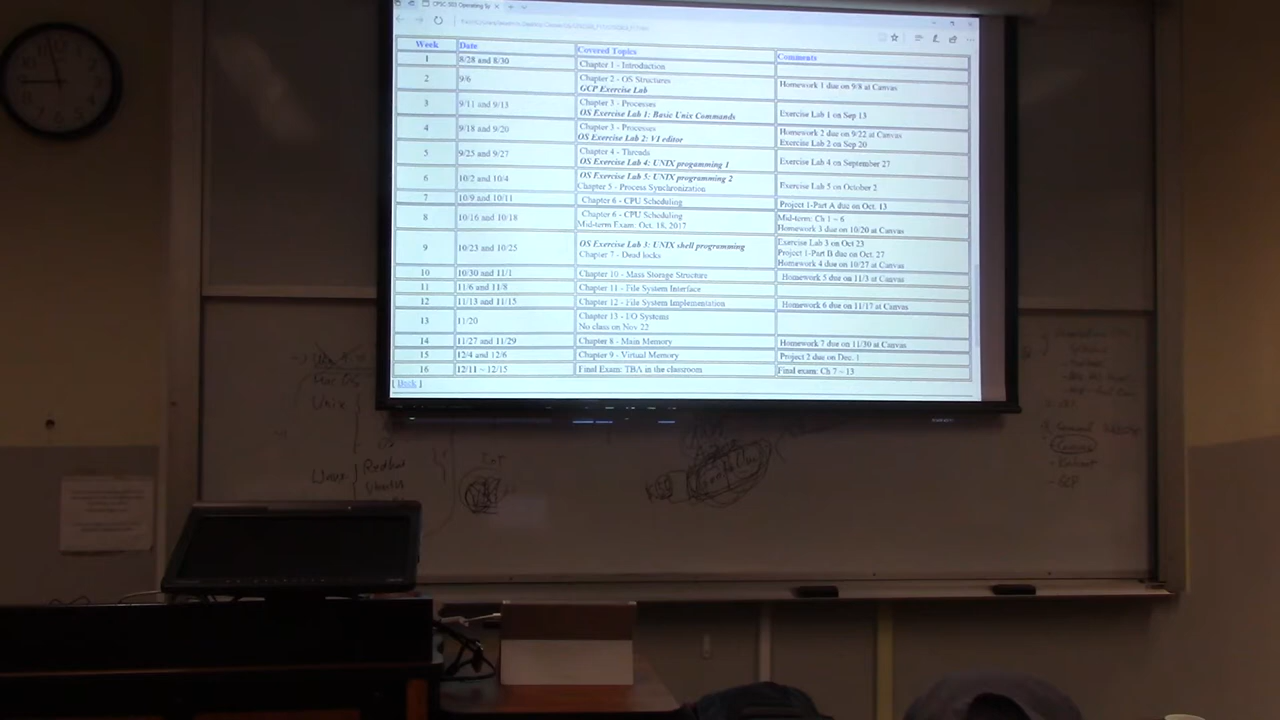 CPSC 503 Operating Sy
Week Date Covered Topics Comments
1 8/28 and 8/30 Chapter 1 - Introduction
2 9/6 Chapter 2 - OS Structures Homework 1 due on 9/8 at Canvas
GCP Exercise Lab
3 9/11 and 9/13 Chapter 3 - Processes Exercise Lab 1 on Sep 13
OS Exercise Lab 1: Basic Unix Commands
4 9/18 and 9/20 Chapter 3 - Processes Homework 2 due on 9/22 at Canvas
OS Exercise Lab 2: VI editor Exercise Lab 2 on Sep 20
5 9/25 and 9/27 Chapter 4 - Threads Exercise Lab 4 on September 27
OS Exercise Lab 4: UNIX progamming 1
6 10/2 and 10/4 OS Exercise Lab 5: UNIX programming 2 Exercise Lab 5 on October 2
Chapter 5 - Process Synchronization
7 10/9 and 10/11 Chapter 6 - CPU Scheduling Project 1-Part A due on Oct. 13
8 10/16 and 10/18 Chapter 6 - CPU Scheduling Mid-term: Ch 1 ~ 6
Mid-term Exam: Oct. 18, 2017 Homework 3 due on 10/20 at Canvas
9 10/23 and 10/25 OS Exercise Lab 3: UNIX shell programming Exercise Lab 3 on Oct 23
Chapter 7 - Dead locks Project 1-Part B due on Oct. 27
Homework 4 due on 10/27 at Canvas
10 10/30 and 11/1 Chapter 10 - Mass Storage Structure Homework 5 due on 11/3 at Canvas
11 11/6 and 11/8 Chapter 11 - File System Interface
12 11/13 and 11/15 Chapter 12 - File System Implementation Homework 6 due on 11/17 at Canvas
13 11/20 Chapter 13 - I/O Systems
No class on Nov 22
14 11/27 and 11/29 Chapter 8 - Main Memory Homework 7 due on 11/30 at Canvas
15 12/4 and 12/6 Chapter 9 - Virtual Memory Project 2 due on Dec. 1
16 12/11 ~ 12/15 Final Exam: TBA in the classroom Final exam: Ch 7 ~ 13
[ Back ]
Mac OS
Unix
Linux Redhat
Ubuntu
- GCP